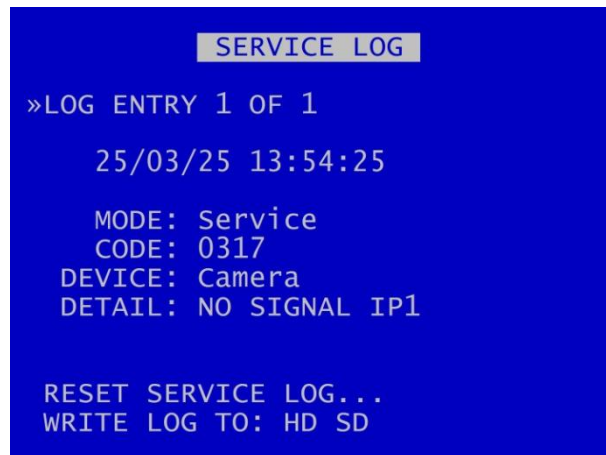 SERVICE LOG
»LOG ENTRY 1 OF 1
25/03/25 13:54:25
MODE: Service
CODE: 0317
DEVICE: Camera
DETAIL: NO SIGNAL IP1
RESET SERVICE LOG...
WRITE LOG TO: HD SD